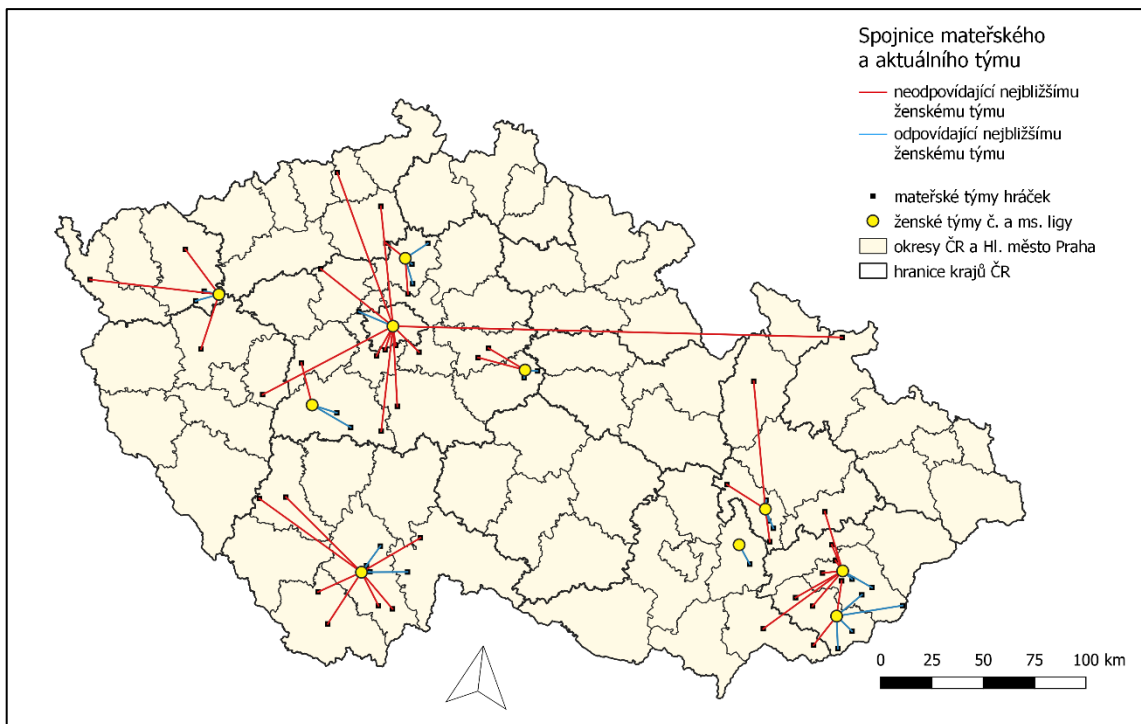 Spojnice mateřského
a aktuálního týmu
neodpovídající nejbližšímu
ženskému týmu
odpovídající nejbližšímu
ženskému týmu
mateřské týmy hráček
ženské týmy č. a ms. ligy
okresy ČR a Hl. město Praha
hranice krajů ČR
0 25 50 75 100 km